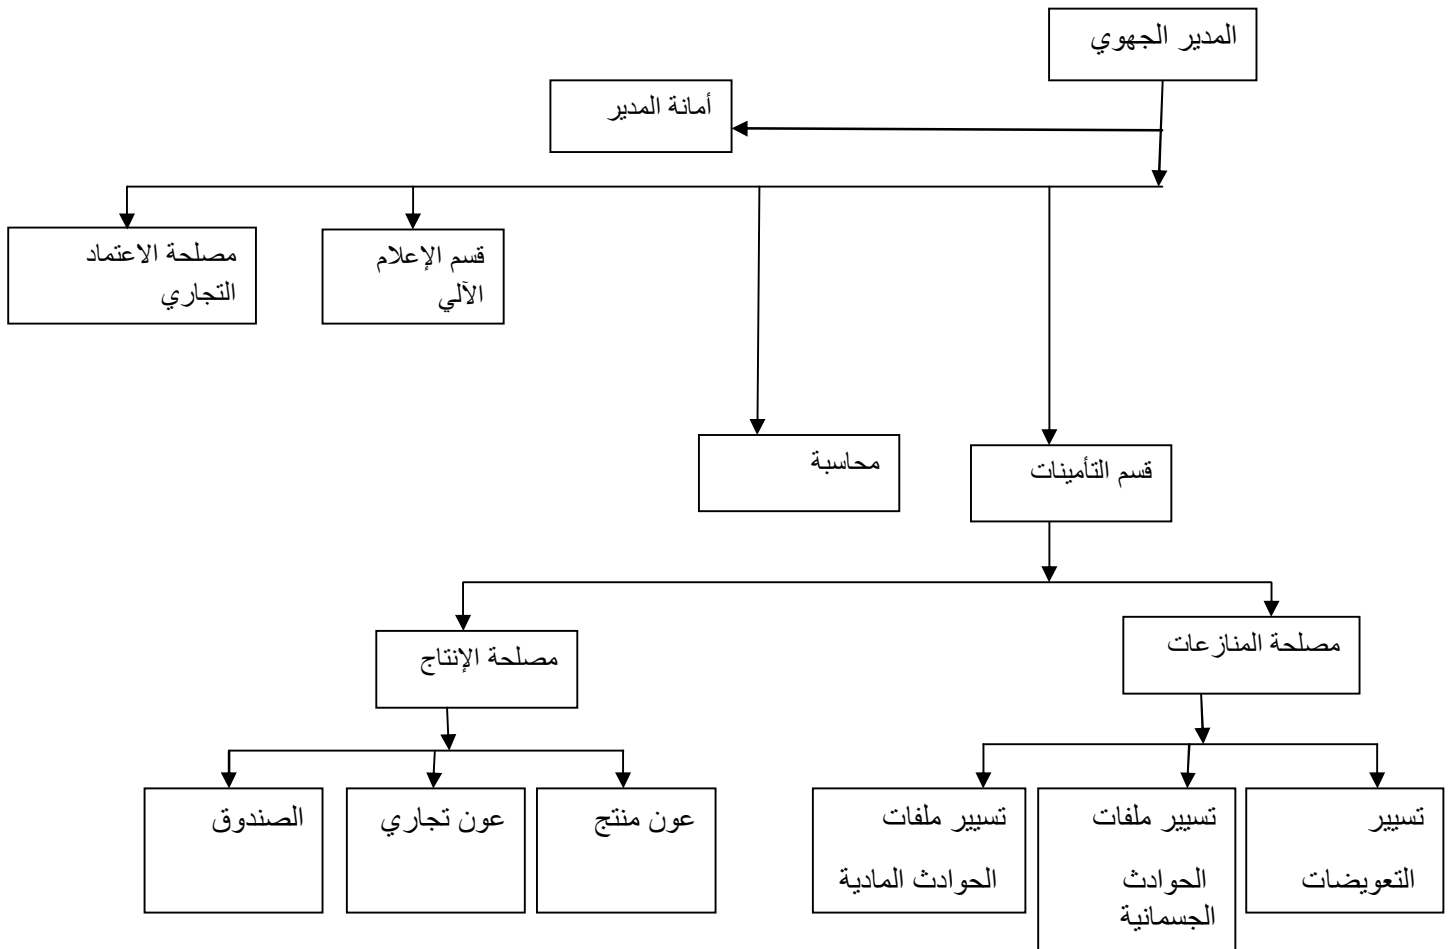 المدير الجهوي
أمانة المدير
قسم الإعلام
الآلي
مصلحة الاعتماد
التجاري
قسم التأمينات
محاسبة
مصلحة المنازعات
مصلحة الإنتاج
تسيير
التعويضات
تسيير ملفات
الحوادث
الجسمانية
تسيير ملفات
الحوادث المادية
عون منتج
عون تجاري
الصندوق